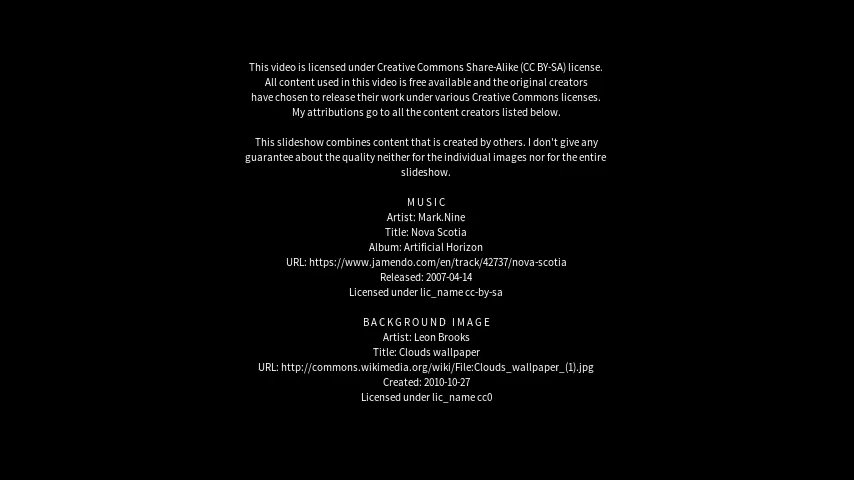 This video is licensed under Creative Commons Share-Alike (CC BY-SA) license.
All content used in this video is free available and the original creators
have chosen to release their work under various Creative Commons licenses.
My attributions go to all the content creators listed below.
This slideshow combines content that is created by others. I don't give any
guarantee about the quality neither for the individual images nor for the entire
slideshow.
MUSIC
Artist: Mark.Nine
Title: Nova Scotia
Album: Artificial Horizon
URL: https://www.jamendo.com/en/track/42737/nova-scotia
Released: 2007-04-14
Licensed under lic_name cc-by-sa
BACKGROUND IMAGE
Artist: Leon Brooks
Title: Clouds wallpaper
URL: http://commons.wikimedia.org/wiki/File:Clouds_wallpaper_(1).jpg
Created: 2010-10-27
Licensed under lic_name cc0